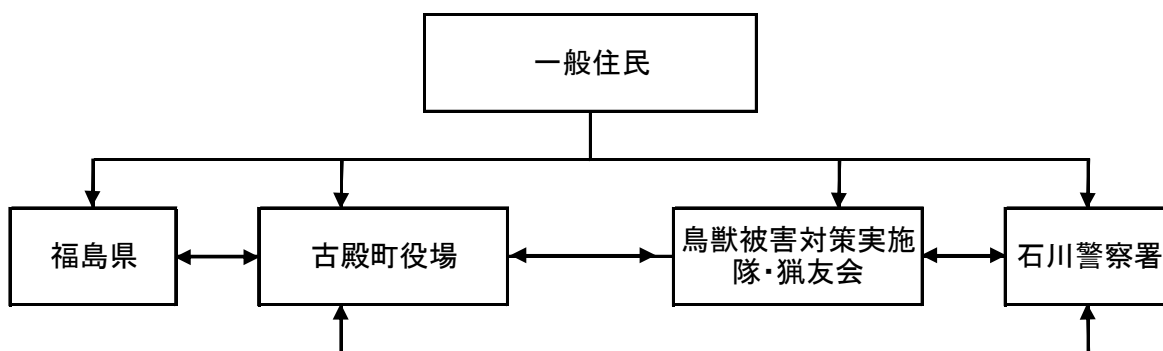 一般住民
福島県
古殿町役場
鳥獣被害対策実施
隊・猟友会
石川警察署